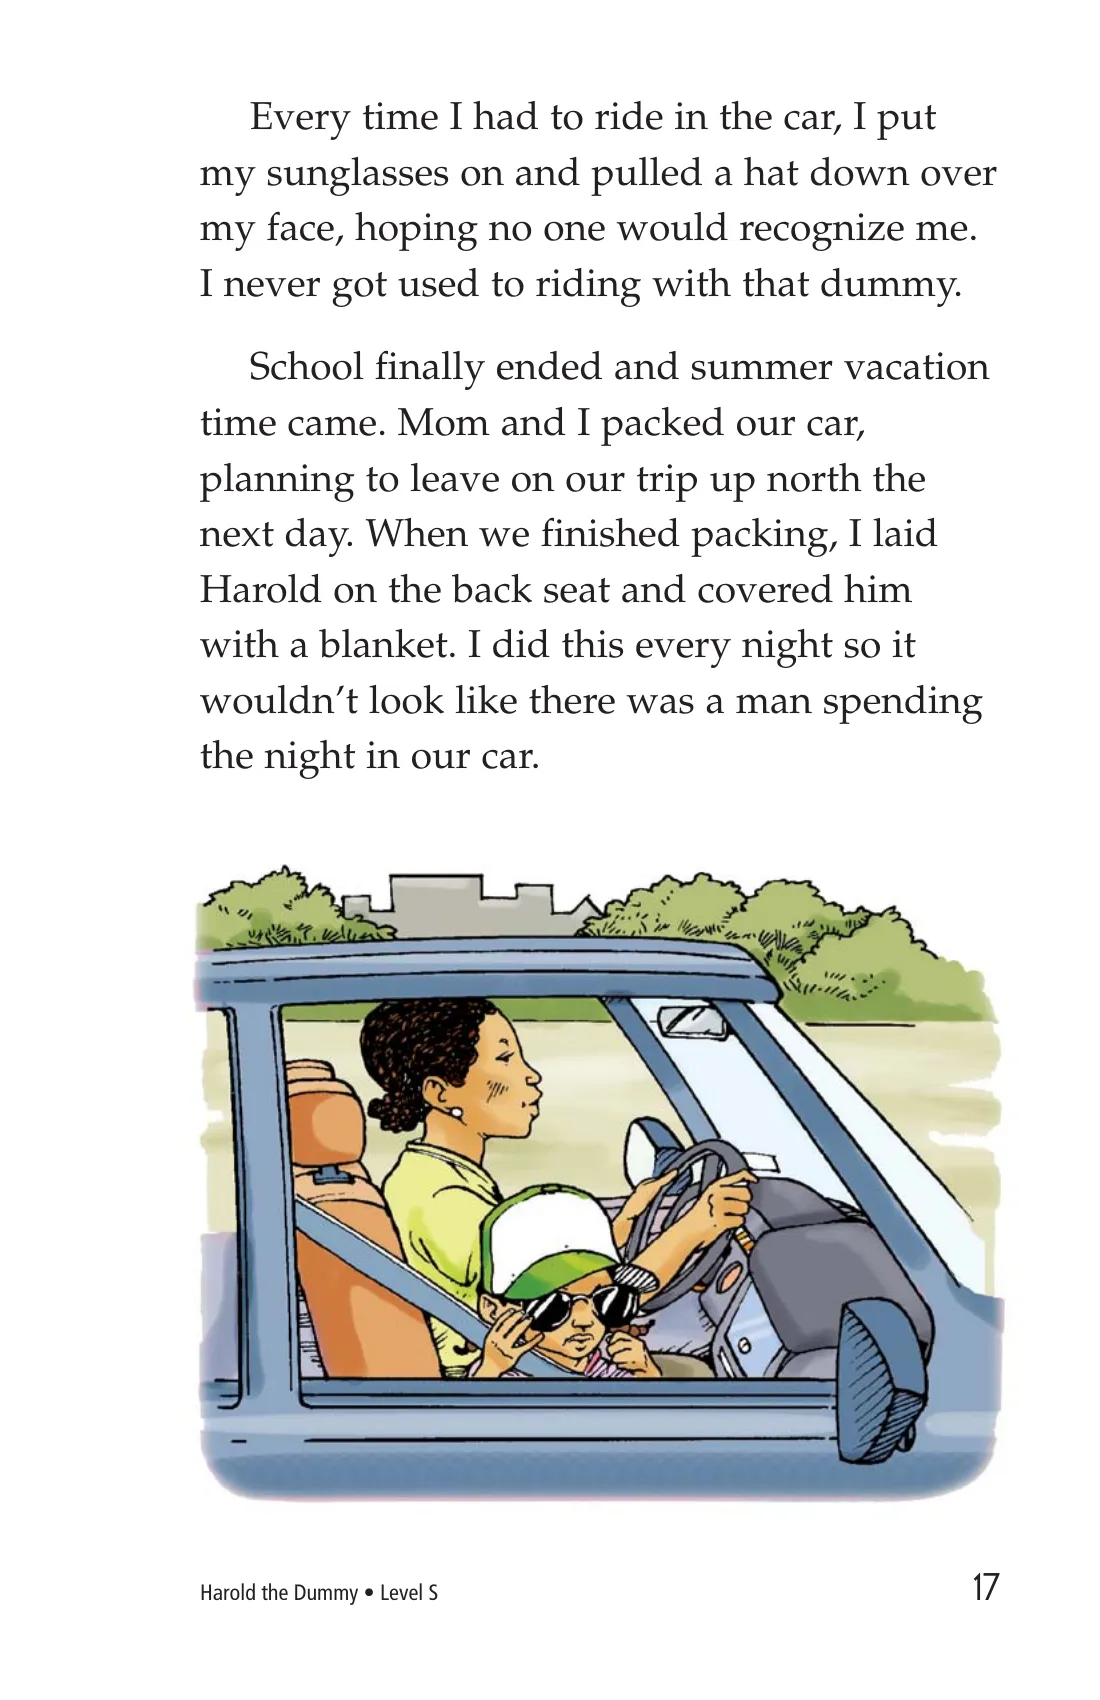 Every time I had to ride in the car, I put
my sunglasses on and pulled a hat down over
my face, hoping no one would recognize me.
I never got used to riding with that dummy.
School finally ended and summer vacation
time came. Mom and I packed our car,
planning to leave on our trip up north the
next day. When we finished packing, I laid
Harold on the back seat and covered him
with a blanket. I did this every night so it
wouldn’t look like there was a man spending
the night in our car.
Harold the Dummy • Level S
17